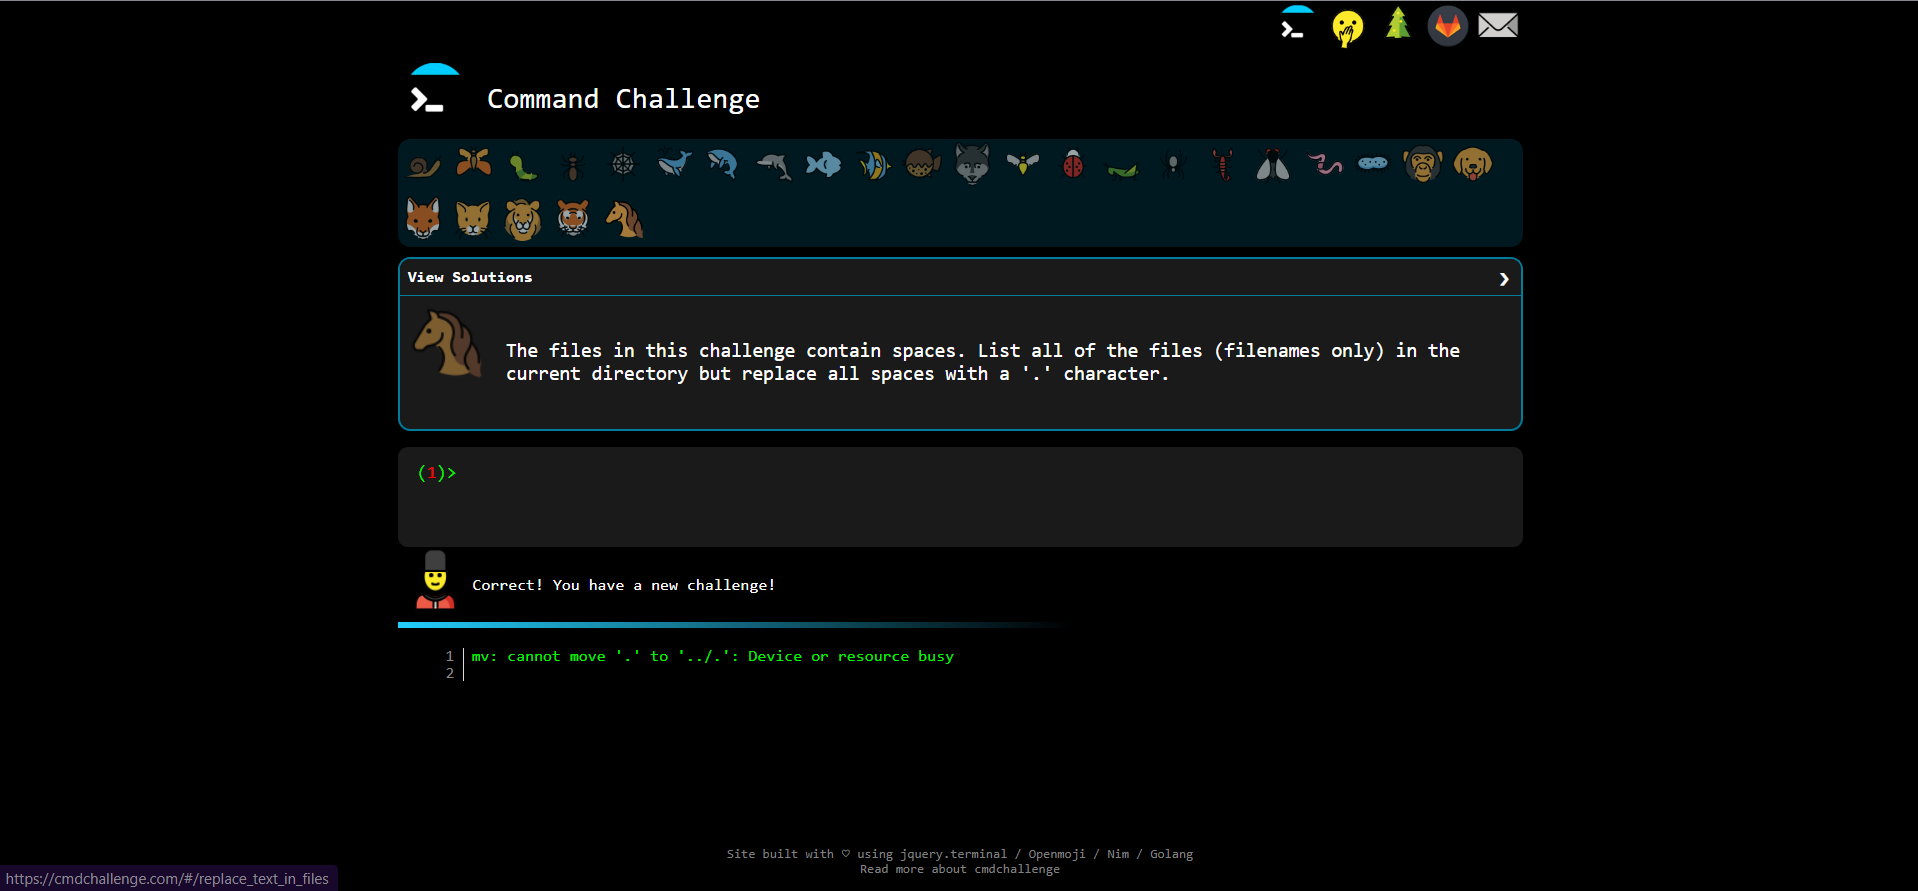 Command Challenge
View Solutions
The files in this challenge contain spaces. List all of the files (filenames only) in the
current directory but replace all spaces with a '.' character.
(1)>
Correct! You have a new challenge!
1 mv: cannot move '.' to '../.': Device or resource busy
2
Site built with ♡ using jquery.terminal / Openmoji / Nim / Golang
Read more about cmdchallenge
https://cmdchallenge.com/#/replace_text_in_files